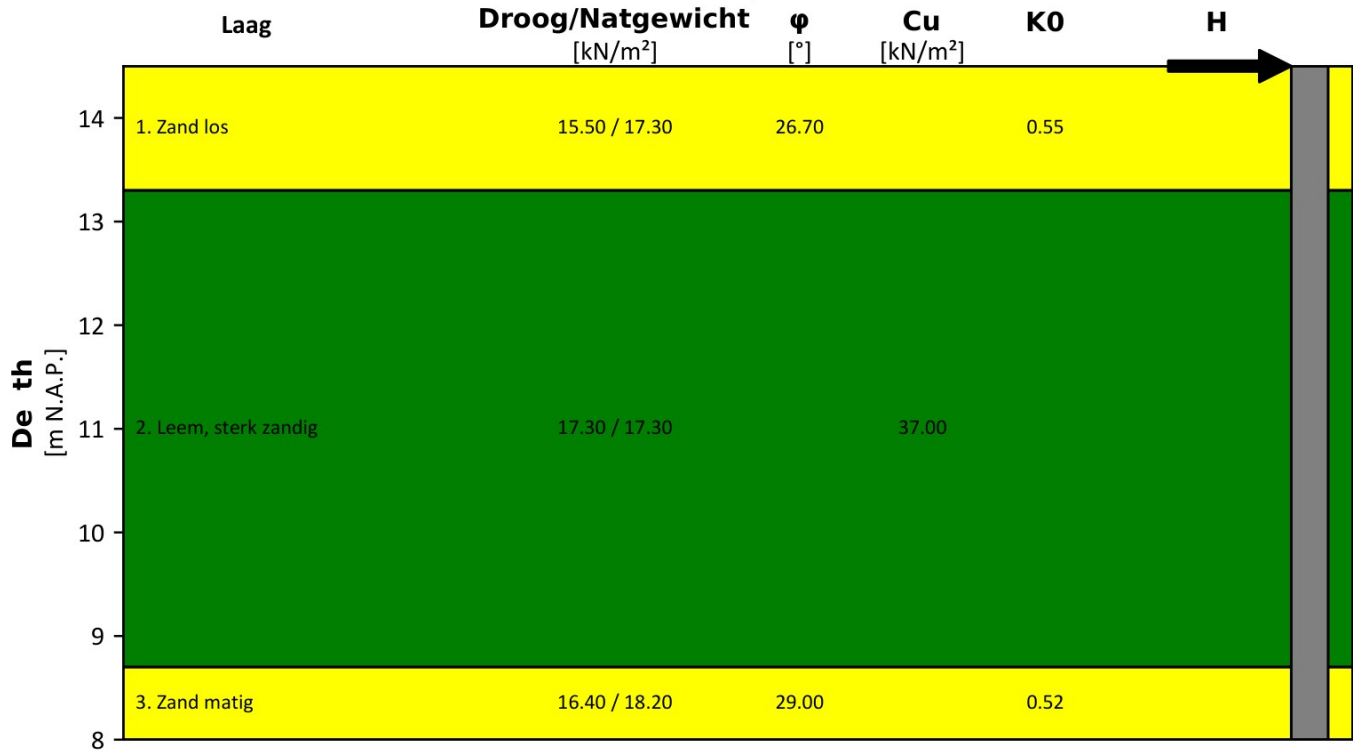 Laag Droog/Natgewicht φ Cu K0 H
[kN/m²] [°] [kN/m²]
14
1. Zand los 15.50 / 17.30 26.70 0.55
13
12
De th
[m N.A.P.]
11
2. Leem, sterk zandig 17.30 / 17.30 37.00
10
9
3. Zand matig 16.40 / 18.20 29.00 0.52
8